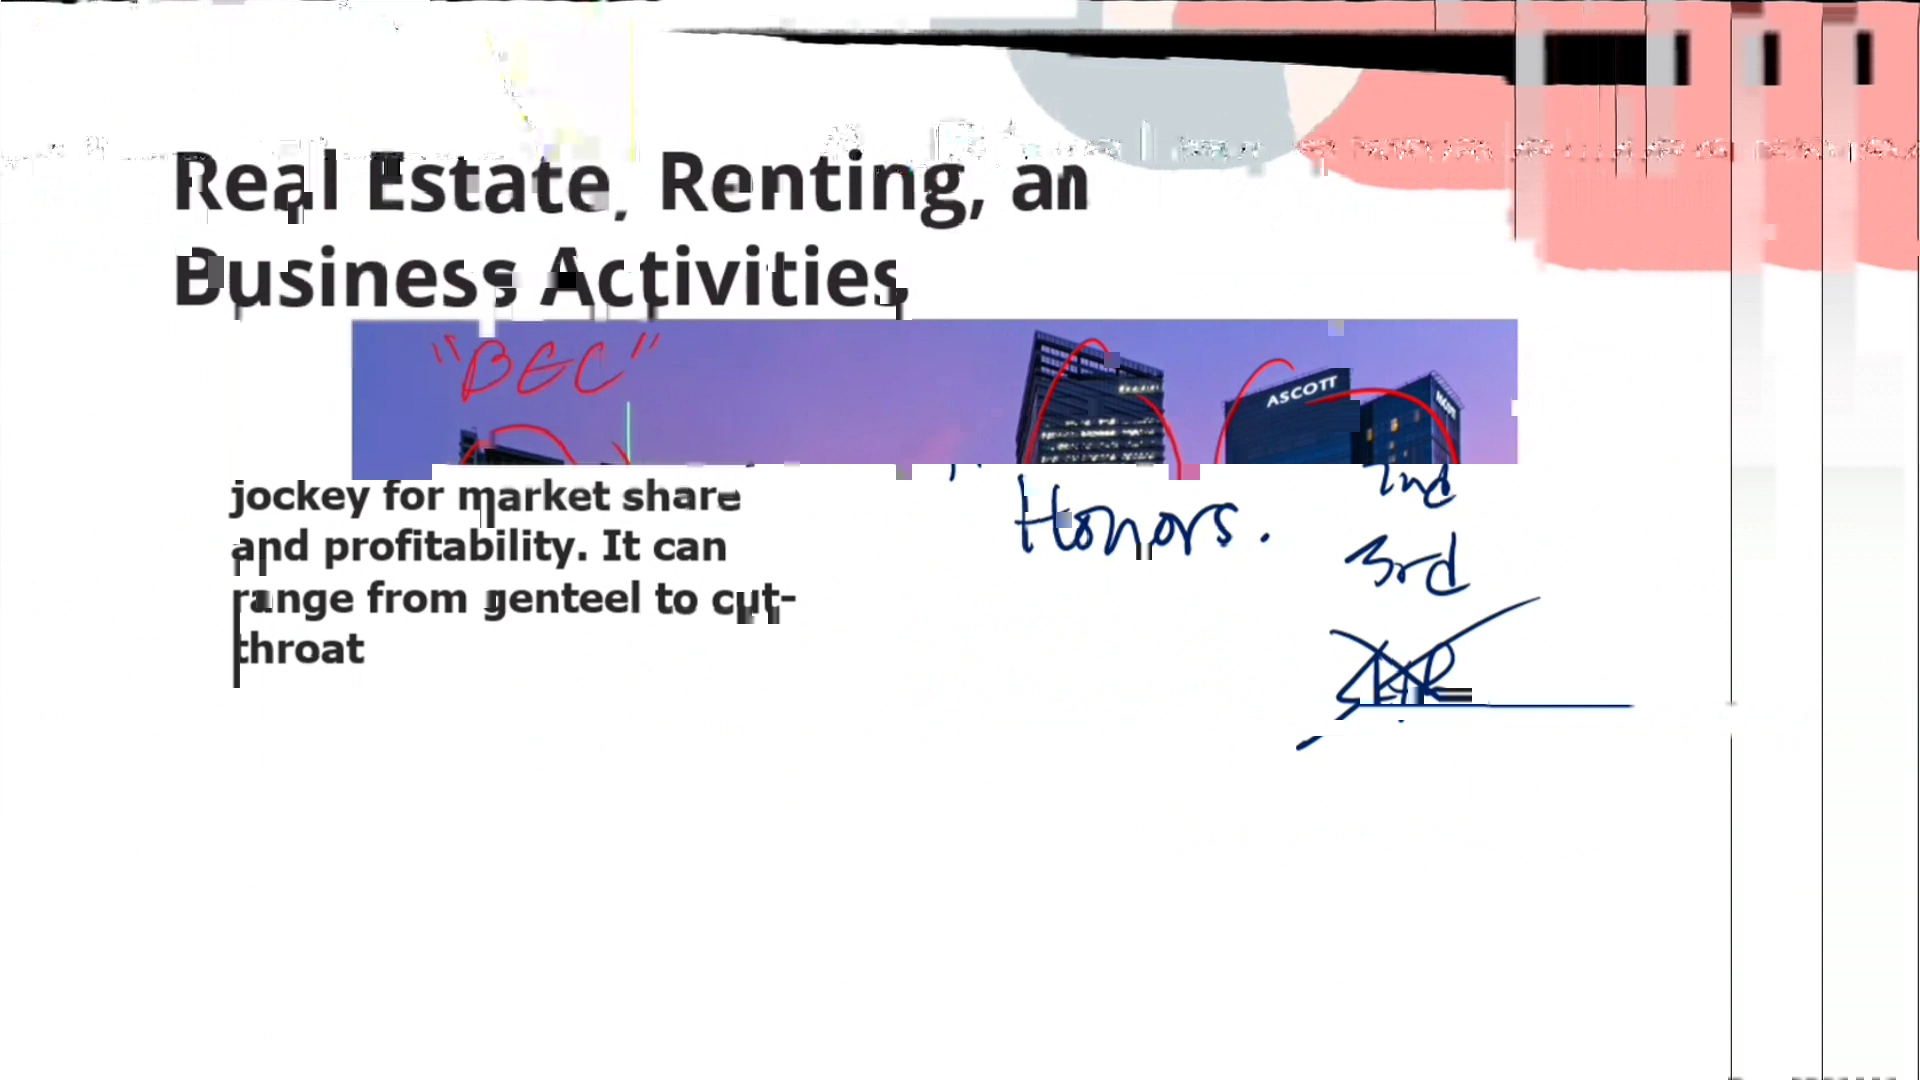 Real Estate, Renting, an
Business Activities
"BGC"
ASCOTT
jockey for market share
and profitability. It can
range from genteel to cut-
throat
Honors.
2nd
3rd